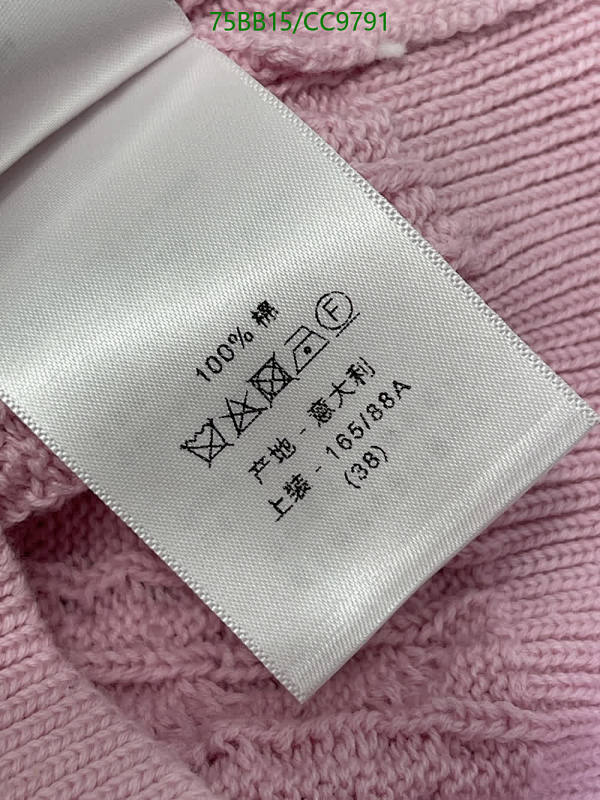 75BB15/CC9791
100% 棉
F
产地 - 意大利
上装 - 165/88A
(38)